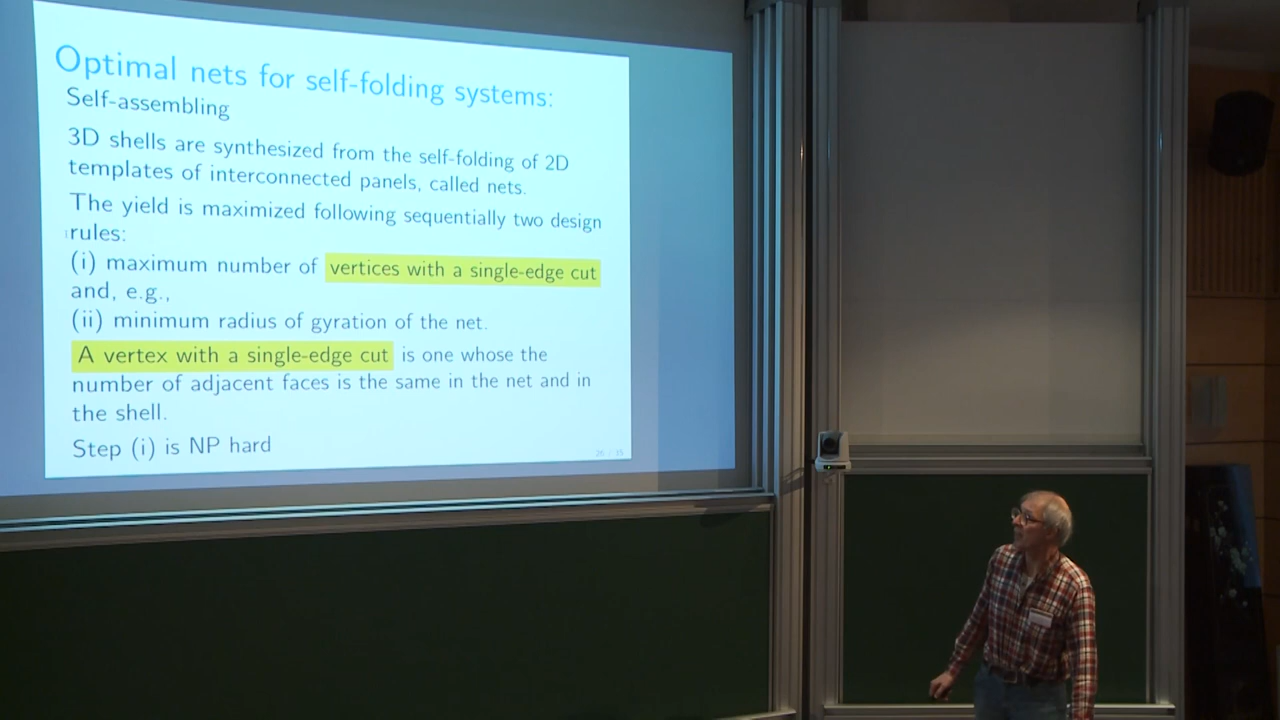 Optimal nets for self-folding systems:
Self-assembling
3D shells are synthesized from the self-folding of 2D
templates of interconnected panels, called nets.
The yield is maximized following sequentially two design
rules:
(i) maximum number of vertices with a single-edge cut
and, e.g.,
(ii) minimum radius of gyration of the net.
A vertex with a single-edge cut is one whose the
number of adjacent faces is the same in the net and in
the shell.
Step (i) is NP hard